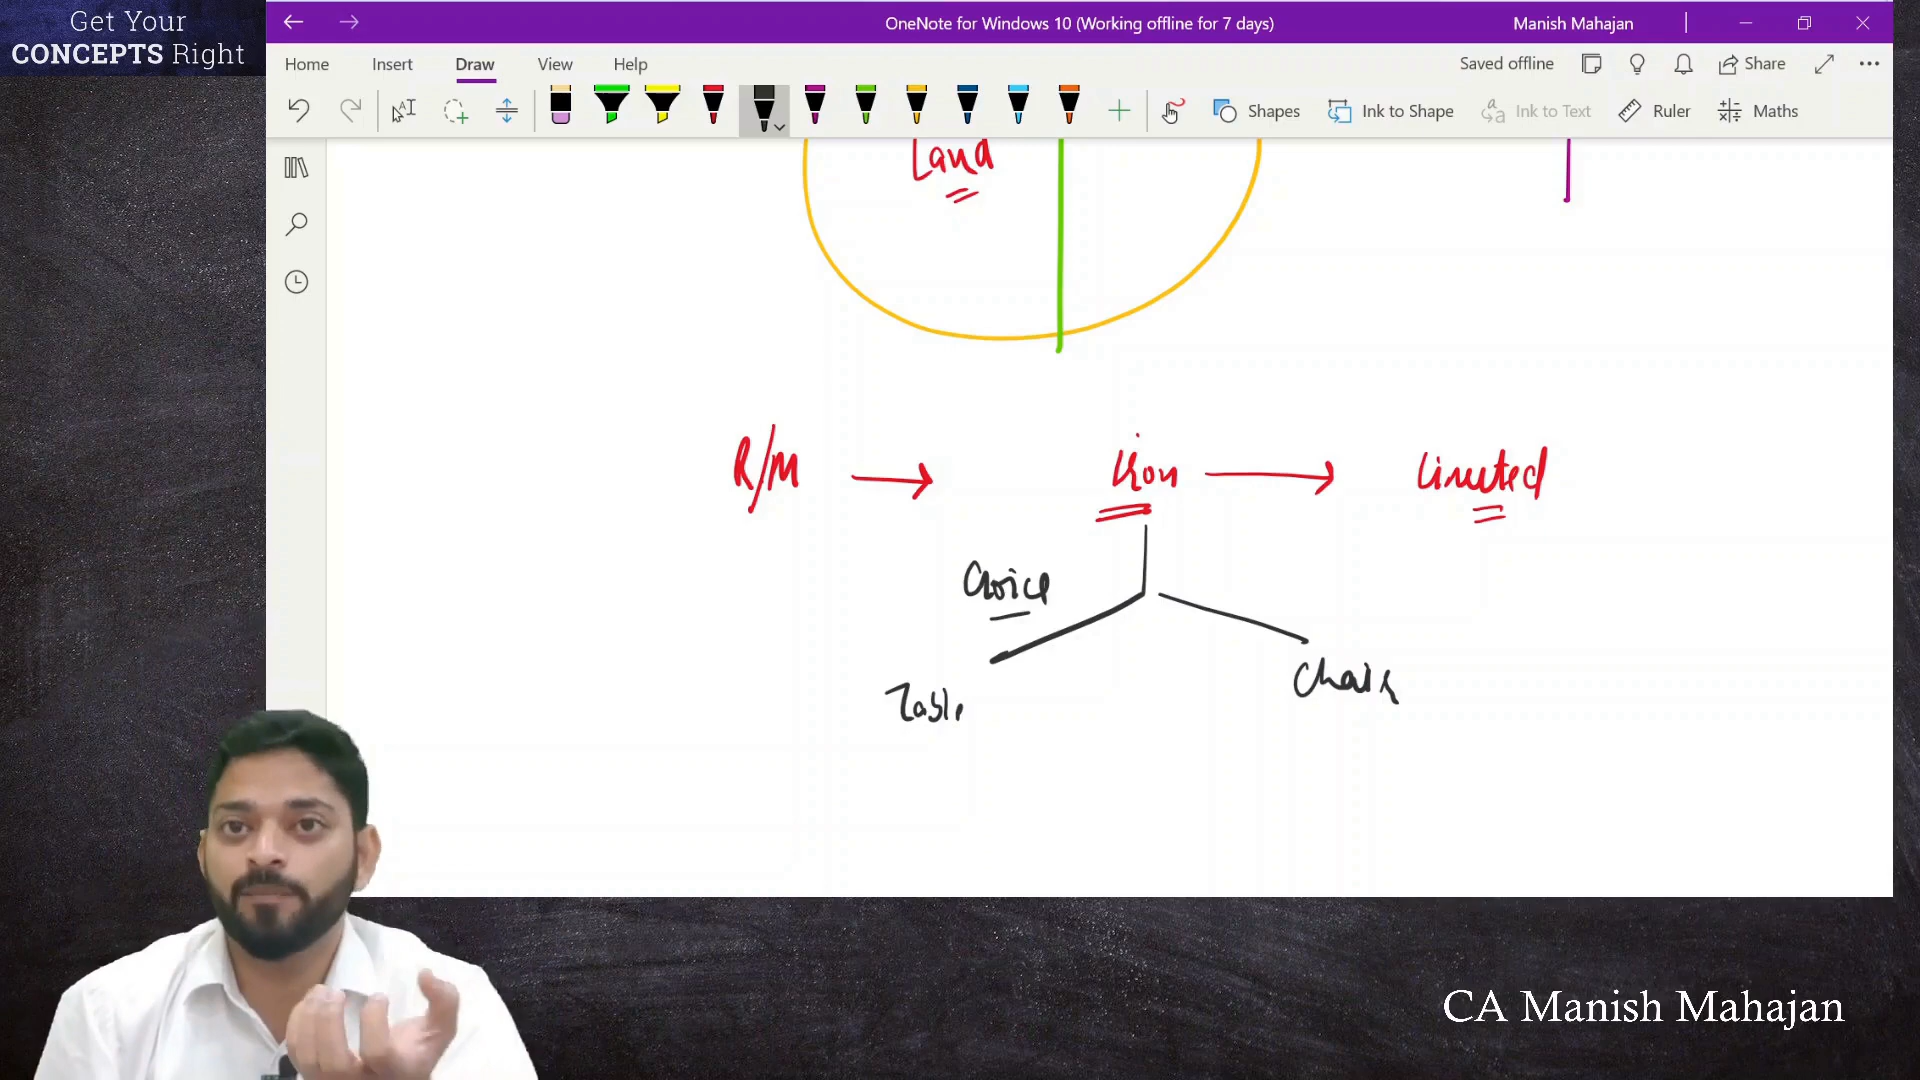 Get Your
CONCEPTS Right
OneNote for Windows 10 (Working offline for 7 days)
Manish Mahajan
Home
Insert
Draw
View
Help
Saved offline
Share
Shapes
Ink to Shape
Ink to Text
Ruler
Maths
Land
R/M → Iron → Limited
Choice
Table
Chair
CA Manish Mahajan